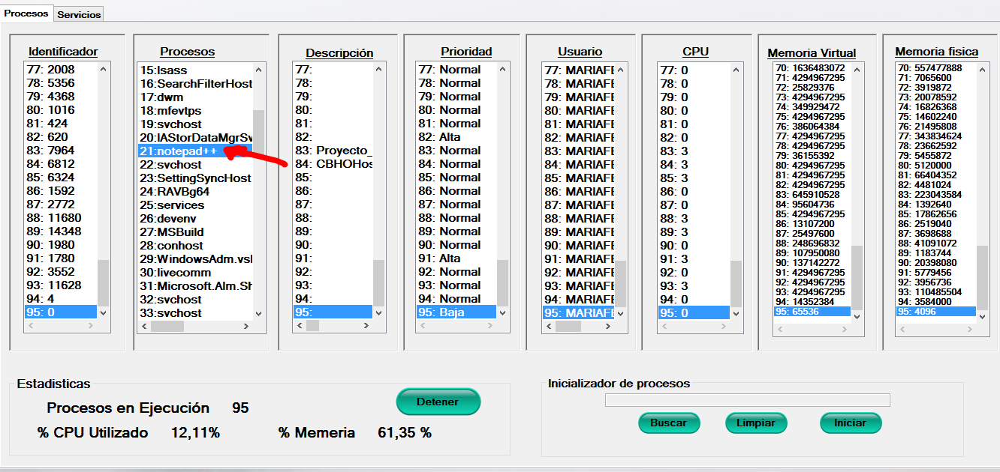 Procesos Servicios
Identificador
77: 2008
78: 5356
79: 4368
80: 1016
81: 424
82: 620
83: 7964
84: 6812
85: 6324
86: 1592
87: 2772
88: 11680
89: 14348
90: 1980
91: 1780
92: 3552
93: 11628
94: 4
95: 0
Procesos
15:lsass
16:SearchFilterHost
17:dwm
18:mfevtps
19:svchost
20:IAStorDataMgrSv
21:notepad++
22:svchost
23:SettingSyncHost
24:RAVBg64
25:services
26:devenv
27:MSBuild
28:conhost
29:WindowsAdm.vsl
30:livecomm
31:Microsoft.Alm.Sh
32:svchost
33:svchost
Descripción
77:
78:
79:
80:
81:
82:
83: Proyecto_
84: CBHOHos
85:
86:
87:
88:
89:
90:
91:
92:
93:
94:
95:
Prioridad
77: Normal
78: Normal
79: Normal
80: Normal
81: Normal
82: Alta
83: Normal
84: Normal
85: Normal
86: Normal
87: Normal
88: Normal
89: Normal
90: Normal
91: Alta
92: Normal
93: Normal
94: Normal
95: Baja
Usuario
77: MARIAFE
78: MARIAFE
79: MARIAFE
80: MARIAFE
81: MARIAFE
82: MARIAFE
83: MARIAFE
84: MARIAFE
85: MARIAFE
86: MARIAFE
87: MARIAFE
88: MARIAFE
89: MARIAFE
90: MARIAFE
91: MARIAFE
92: MARIAFE
93: MARIAFE
94: MARIAFE
95: MARIAFE
CPU
77: 0
78: 0
79: 0
80: 0
81: 0
82: 0
83: 3
84: 3
85: 3
86: 0
87: 0
88: 3
89: 3
90: 0
91: 3
92: 0
93: 3
94: 0
95: 0
Memoria Virtual
70: 1636483072
71: 4294967295
72: 25829376
73: 4294967295
74: 349929472
75: 4294967295
76: 386064384
77: 4294967295
78: 4294967295
79: 36155392
80: 4294967295
81: 4294967295
82: 4294967295
83: 645910528
84: 95604736
85: 4294967295
86: 13107200
87: 25497600
88: 248696832
89: 107950080
90: 137142272
91: 4294967295
92: 4294967295
93: 4294967295
94: 14352384
95: 65536
Memoria fisica
70: 557477888
71: 7065600
72: 3919872
73: 20078592
74: 16826368
75: 14602240
76: 21495808
77: 343834624
78: 23662592
79: 5455872
80: 5120000
81: 66404352
82: 4481024
83: 223043584
84: 1392640
85: 17862656
86: 2519040
87: 3698688
88: 41091072
89: 1183744
90: 20398080
91: 5779456
92: 3956736
93: 110485504
94: 3584000
95: 4096
Estadisticas
Procesos en Ejecución 95
Detener
% CPU Utilizado 12,11% % Memeria 61,35 %
Inicializador de procesos
Buscar Limpiar Iniciar